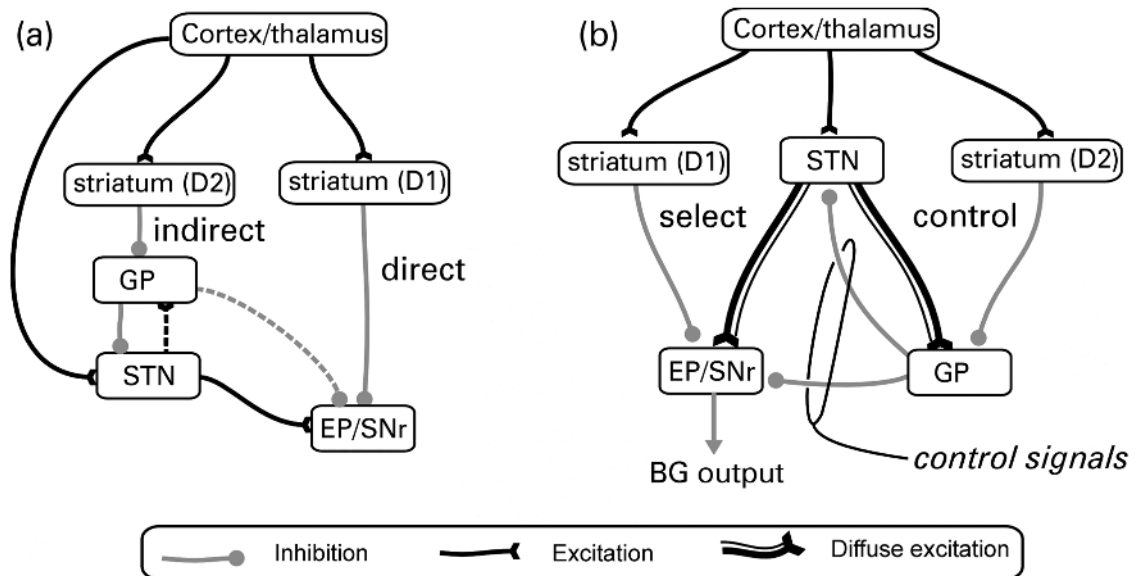 (a)
Cortex/thalamus
striatum (D2)
striatum (D1)
indirect
direct
GP
STN
EP/SNr
(b)
Cortex/thalamus
striatum (D1)
STN
striatum (D2)
select
control
EP/SNr
GP
BG output
control signals
Inhibition
Excitation
Diffuse excitation